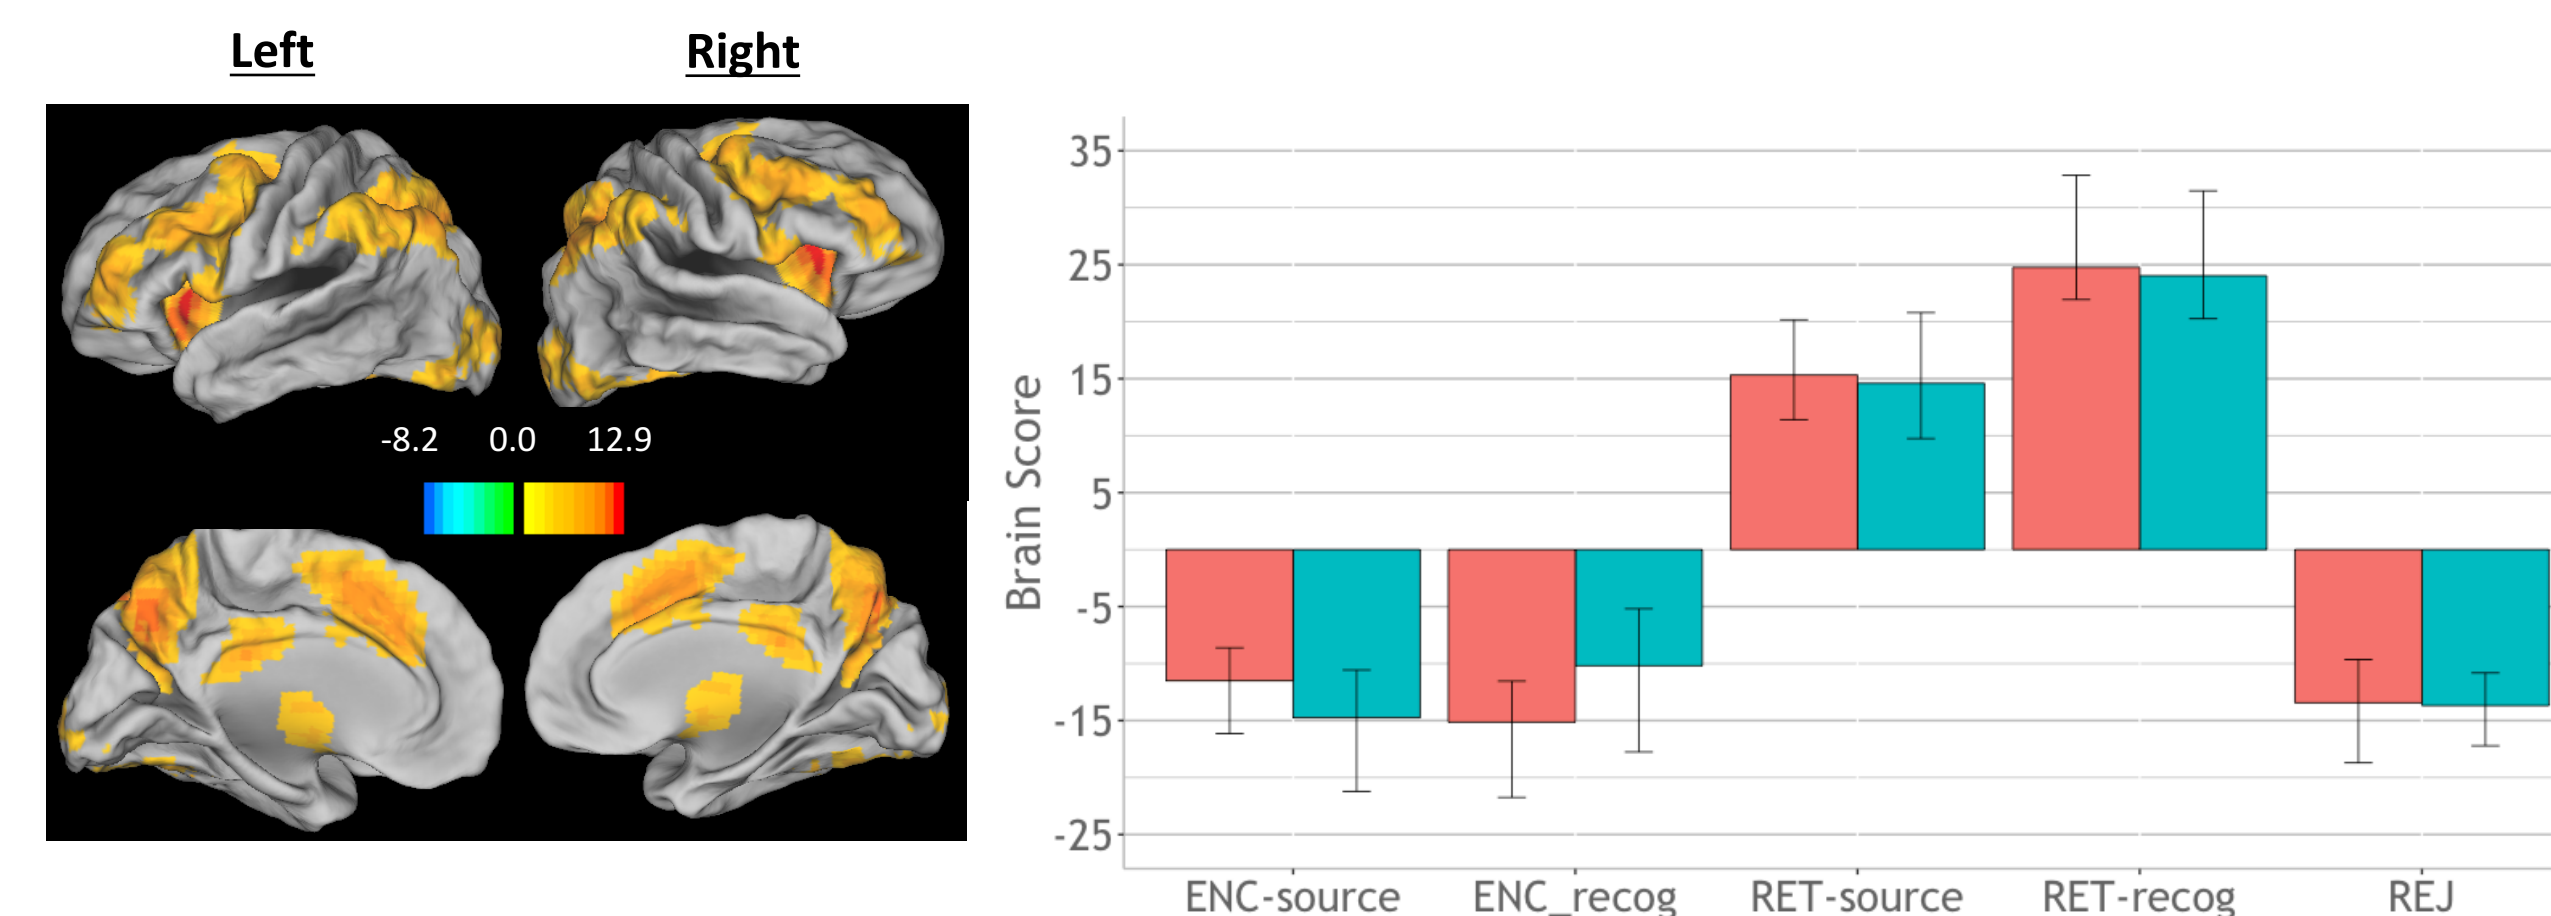 Left Right
-8.2 0.0 12.9
Brain Score
35
25
15
5
-5
-15
-25
ENC-source ENC_recog RET-source RET-recog REJ